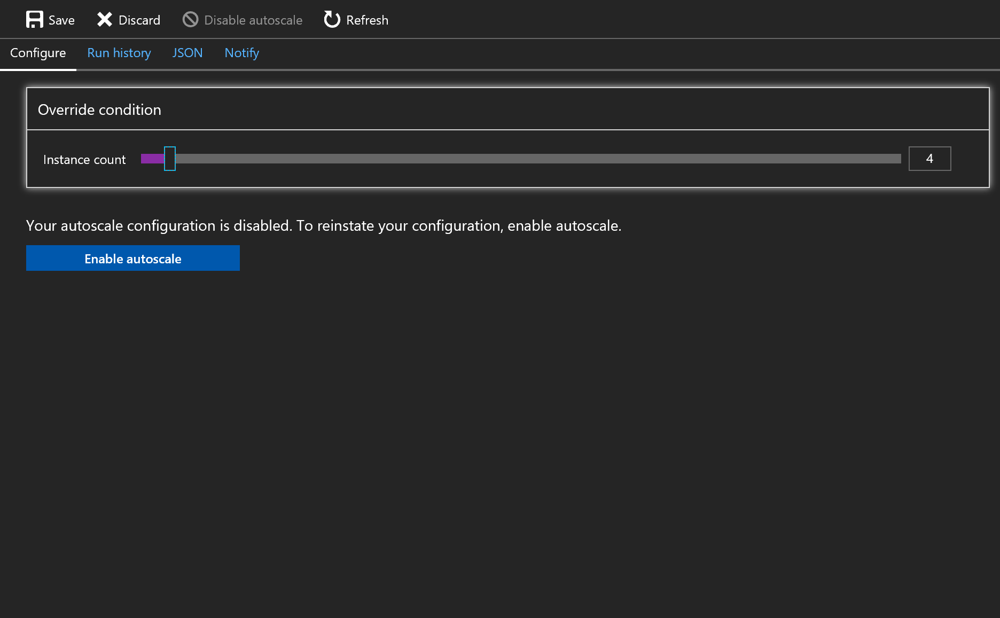 Save Discard Disable autoscale Refresh
Configure Run history JSON Notify
Override condition
Instance count 4
Your autoscale configuration is disabled. To reinstate your configuration, enable autoscale.
Enable autoscale